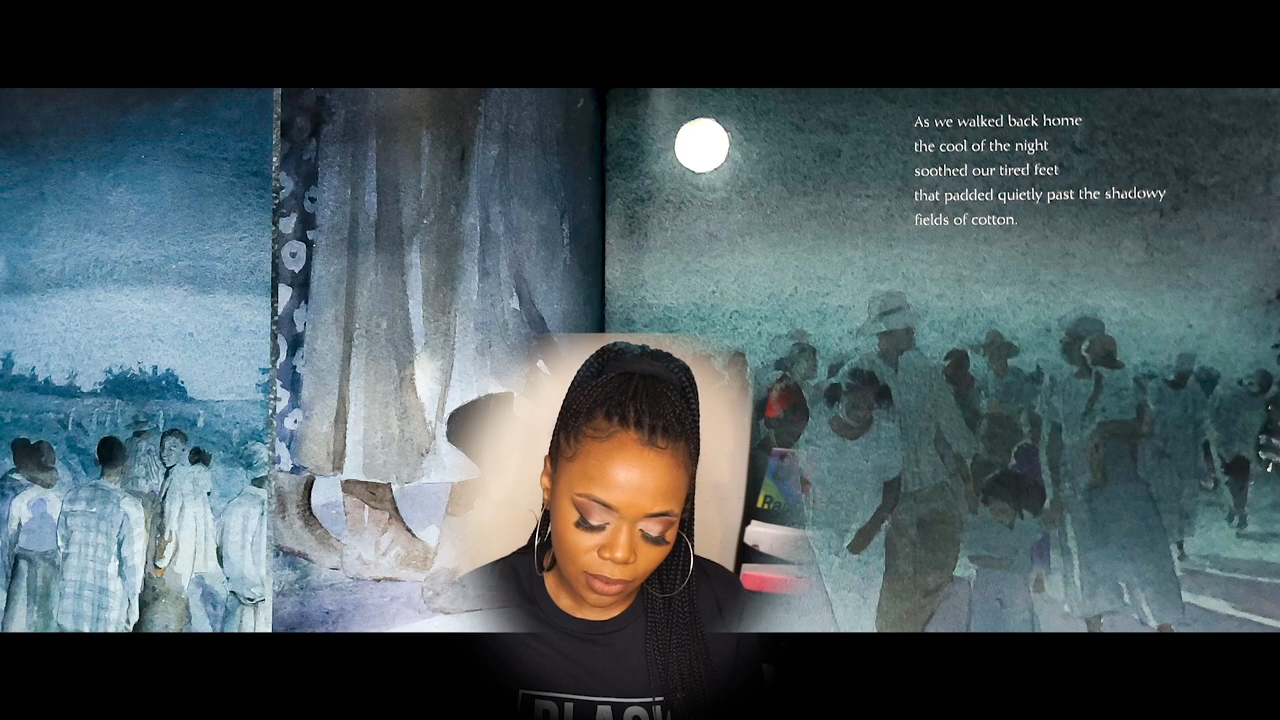 As we walked back home
the cool of the night
soothed our tired feet
that padded quietly past the shadowy
fields of cotton.